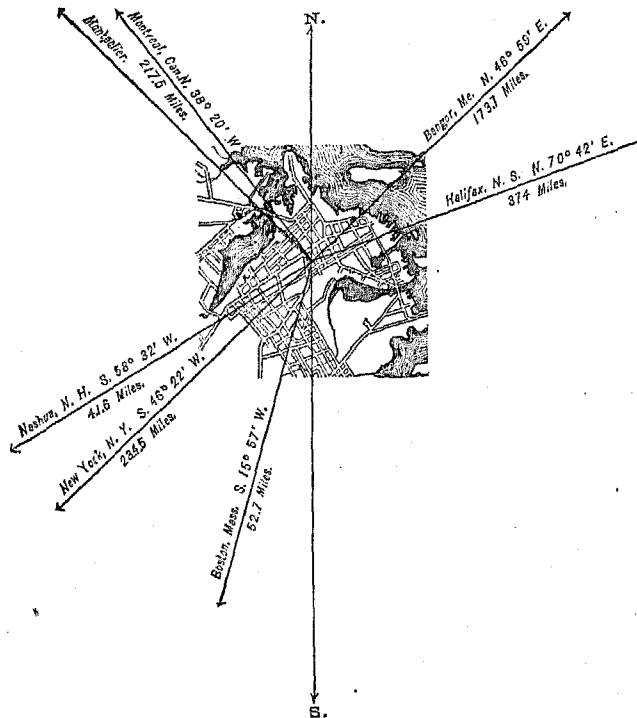 N.
Montpelier.
Montreal, Can. N. 38° 20' W.
217.5 Miles.
Bangor, Me. N. 46° 59' E.
173.7 Miles.
Halifax, N. S. N. 70° 42' E.
374 Miles.
Nashua, N. H. S. 58° 32' W.
41.6 Miles.
New York, N. Y. S. 46° 22' W.
234.5 Miles.
Boston, Mass. S. 15° 57' W.
52.7 Miles.
S.